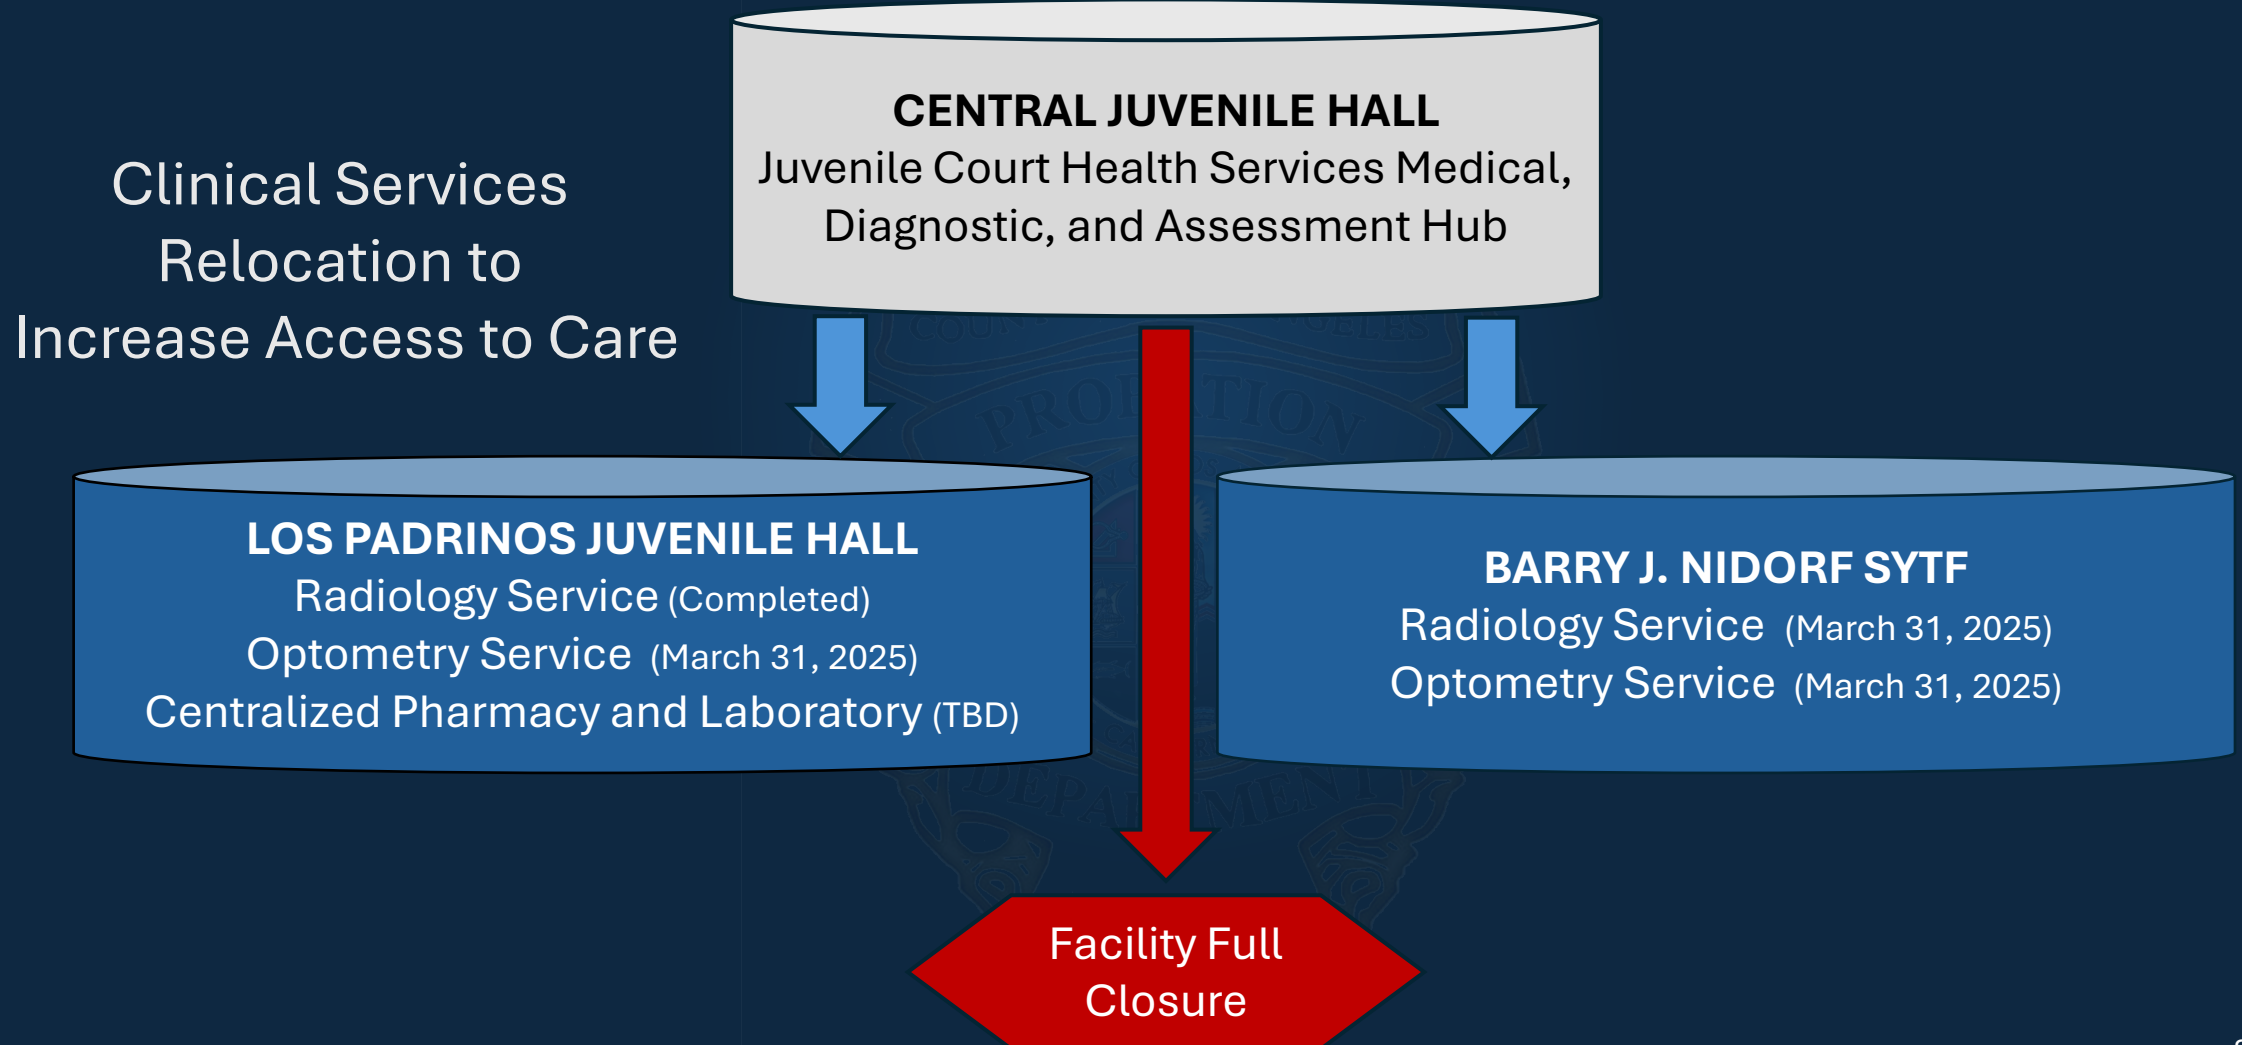 CENTRAL JUVENILE HALL
Juvenile Court Health Services Medical,
Diagnostic, and Assessment Hub
Clinical Services
Relocation to
Increase Access to Care
LOS PADRINOS JUVENILE HALL
Radiology Service (Completed)
Optometry Service (March 31, 2025)
Centralized Pharmacy and Laboratory (TBD)
BARRY J. NIDORF SYTF
Radiology Service (March 31, 2025)
Optometry Service (March 31, 2025)
PROBATION
DEPARTMENT
Facility Full
Closure